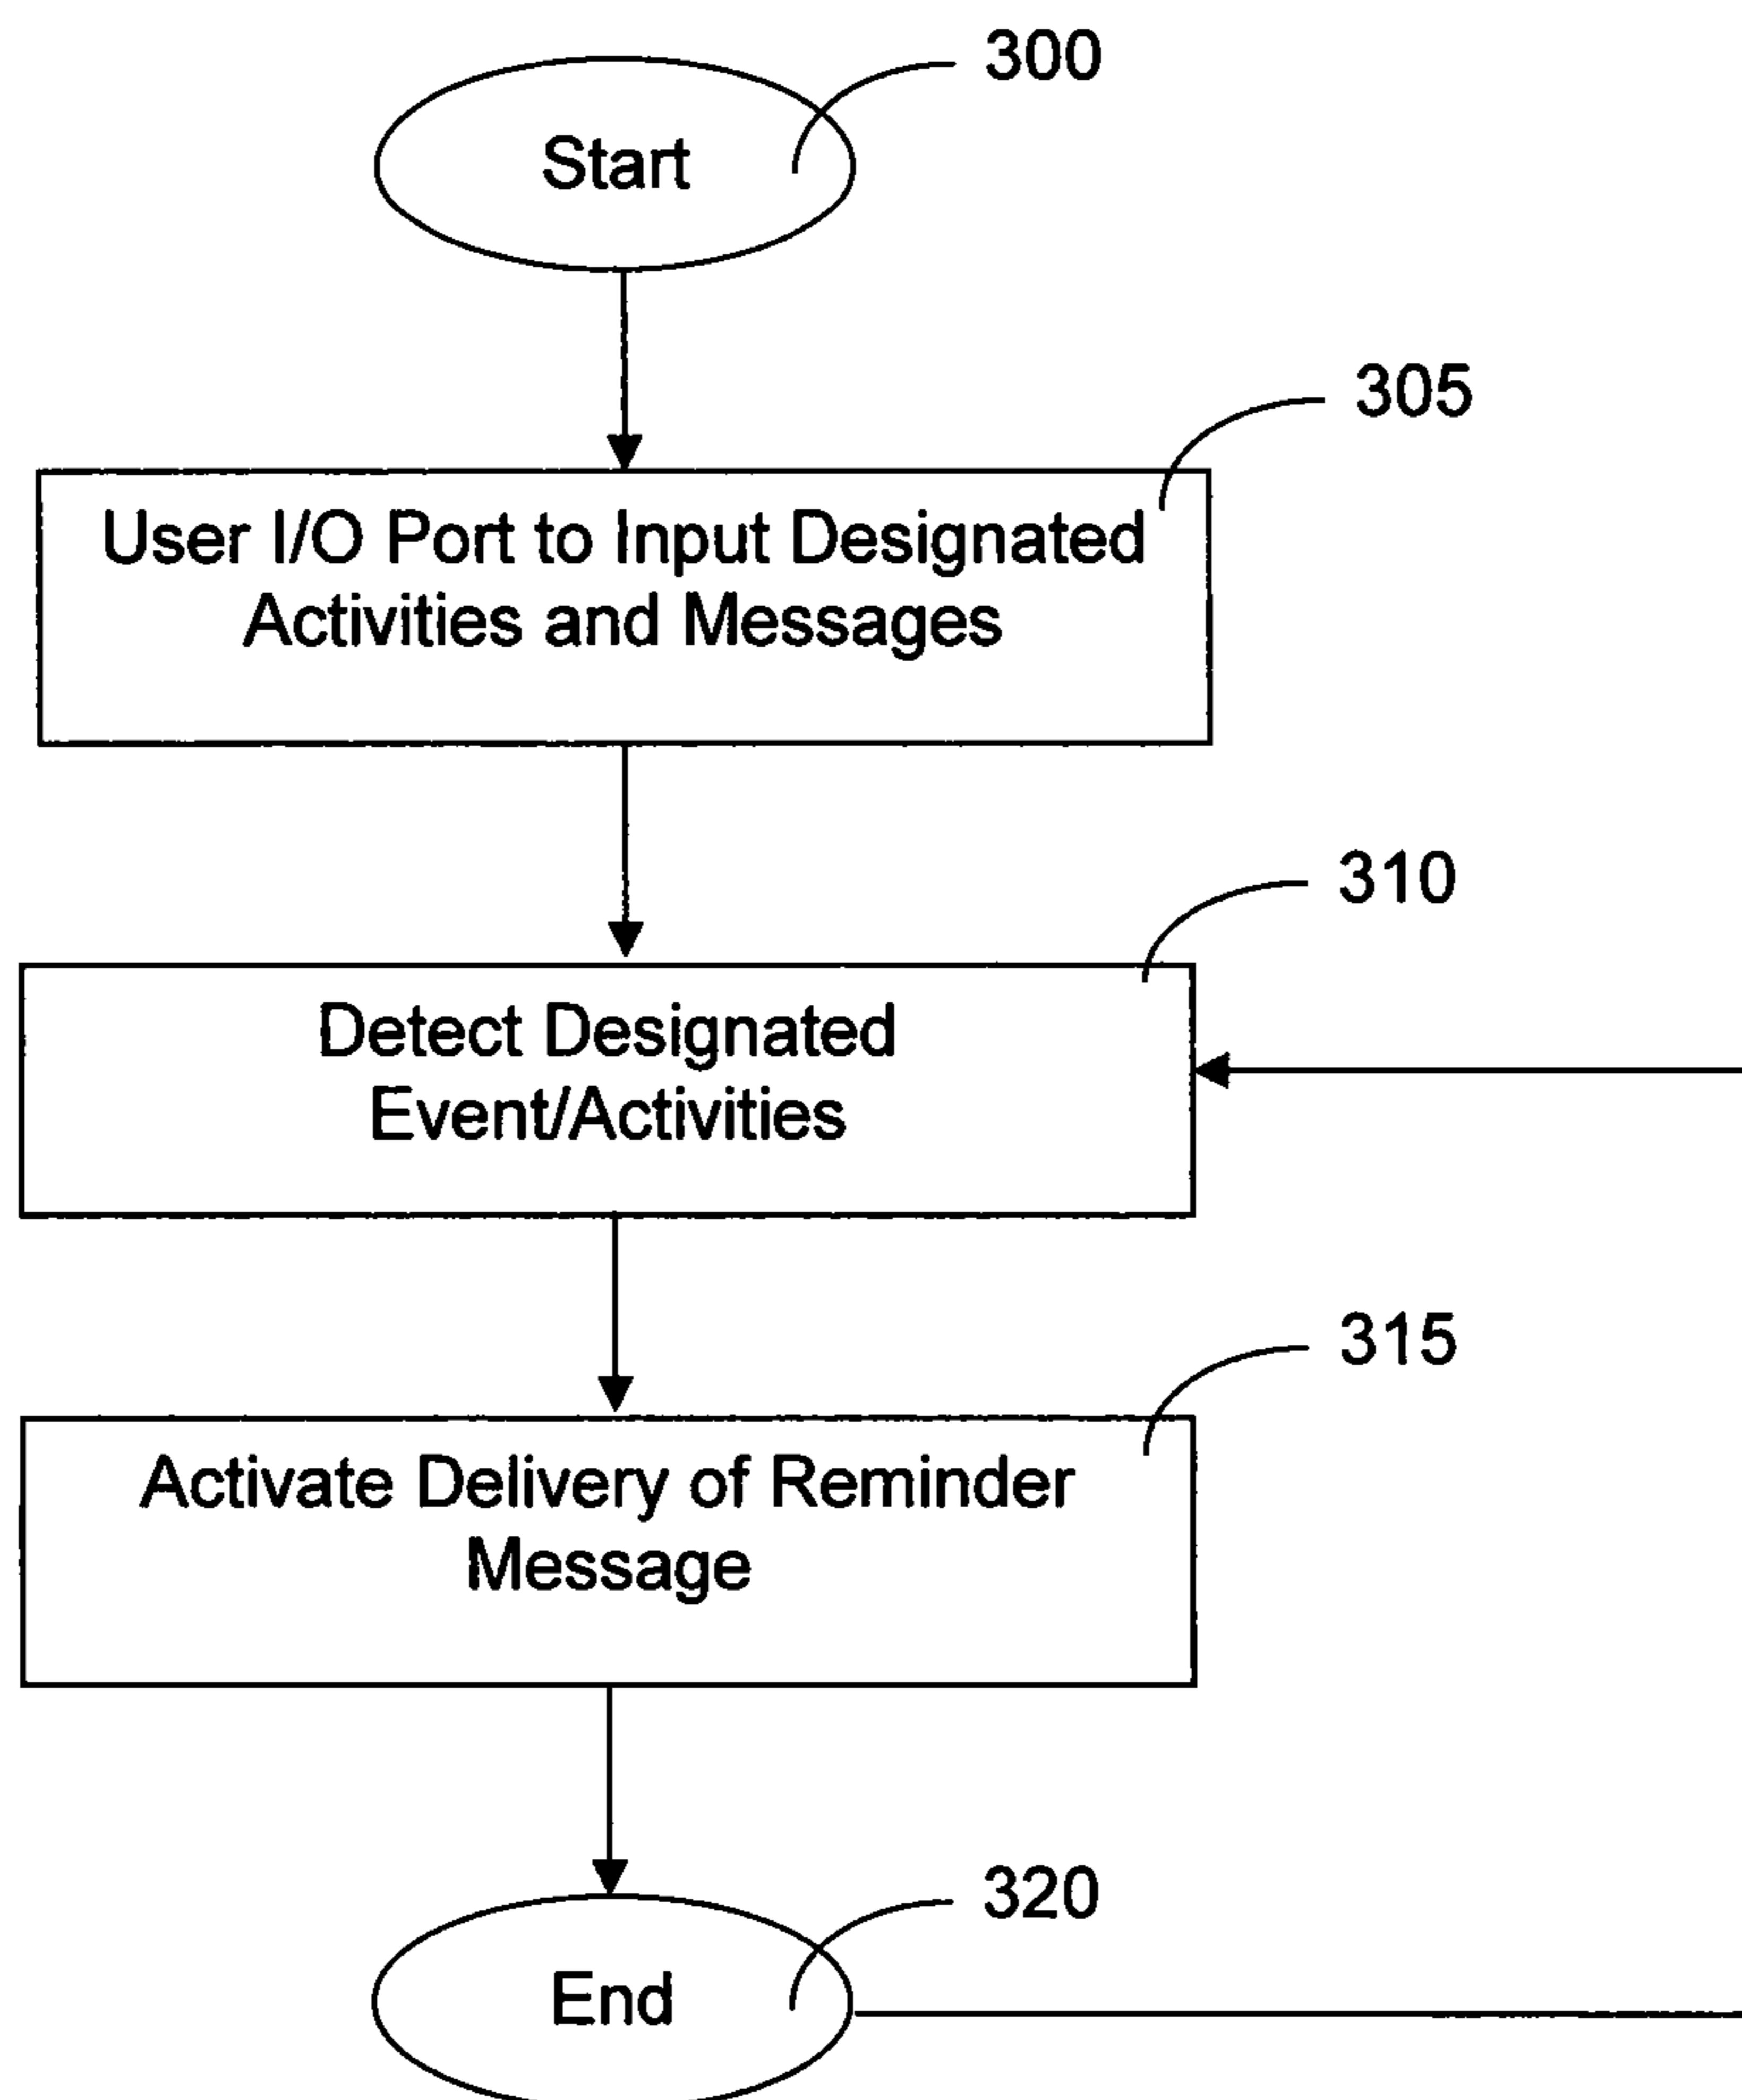 300
Start
305
User I/O Port to Input Designated
Activities and Messages
310
Detect Designated
Event/Activities
315
Activate Delivery of Reminder
Message
320
End